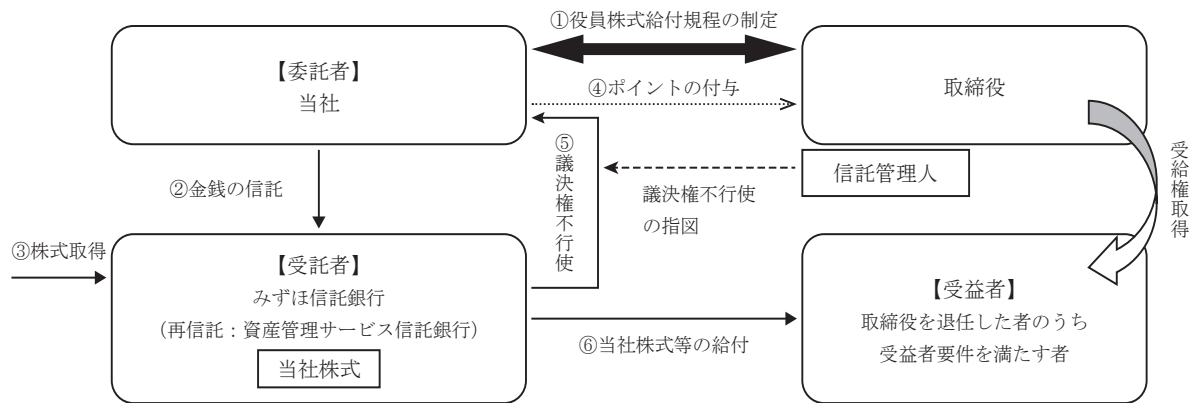 ①役員株式給付規程の制定
【委託者】
当社
④ポイントの付与
取締役
⑤議決権不行使
受給権取得
信託管理人
②金銭の信託
議決権不行使
の指図
③株式取得
【受託者】
みずほ信託銀行
（再信託：資産管理サービス信託銀行）
当社株式
⑥当社株式等の給付
【受益者】
取締役を退任した者のうち
受益者要件を満たす者